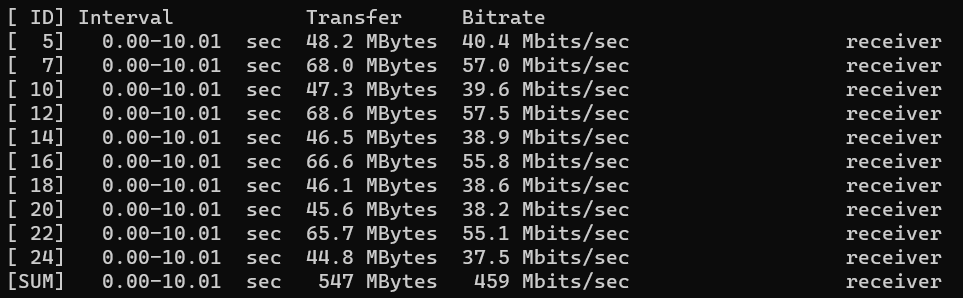 [ ID] Interval           Transfer     Bitrate
[  5]   0.00-10.01  sec  48.2 MBytes  40.4 Mbits/sec                  receiver
[  7]   0.00-10.01  sec  68.0 MBytes  57.0 Mbits/sec                  receiver
[ 10]   0.00-10.01  sec  47.3 MBytes  39.6 Mbits/sec                  receiver
[ 12]   0.00-10.01  sec  68.6 MBytes  57.5 Mbits/sec                  receiver
[ 14]   0.00-10.01  sec  46.5 MBytes  38.9 Mbits/sec                  receiver
[ 16]   0.00-10.01  sec  66.6 MBytes  55.8 Mbits/sec                  receiver
[ 18]   0.00-10.01  sec  46.1 MBytes  38.6 Mbits/sec                  receiver
[ 20]   0.00-10.01  sec  45.6 MBytes  38.2 Mbits/sec                  receiver
[ 22]   0.00-10.01  sec  65.7 MBytes  55.1 Mbits/sec                  receiver
[ 24]   0.00-10.01  sec  44.8 MBytes  37.5 Mbits/sec                  receiver
[SUM]   0.00-10.01  sec   547 MBytes   459 Mbits/sec                  receiver